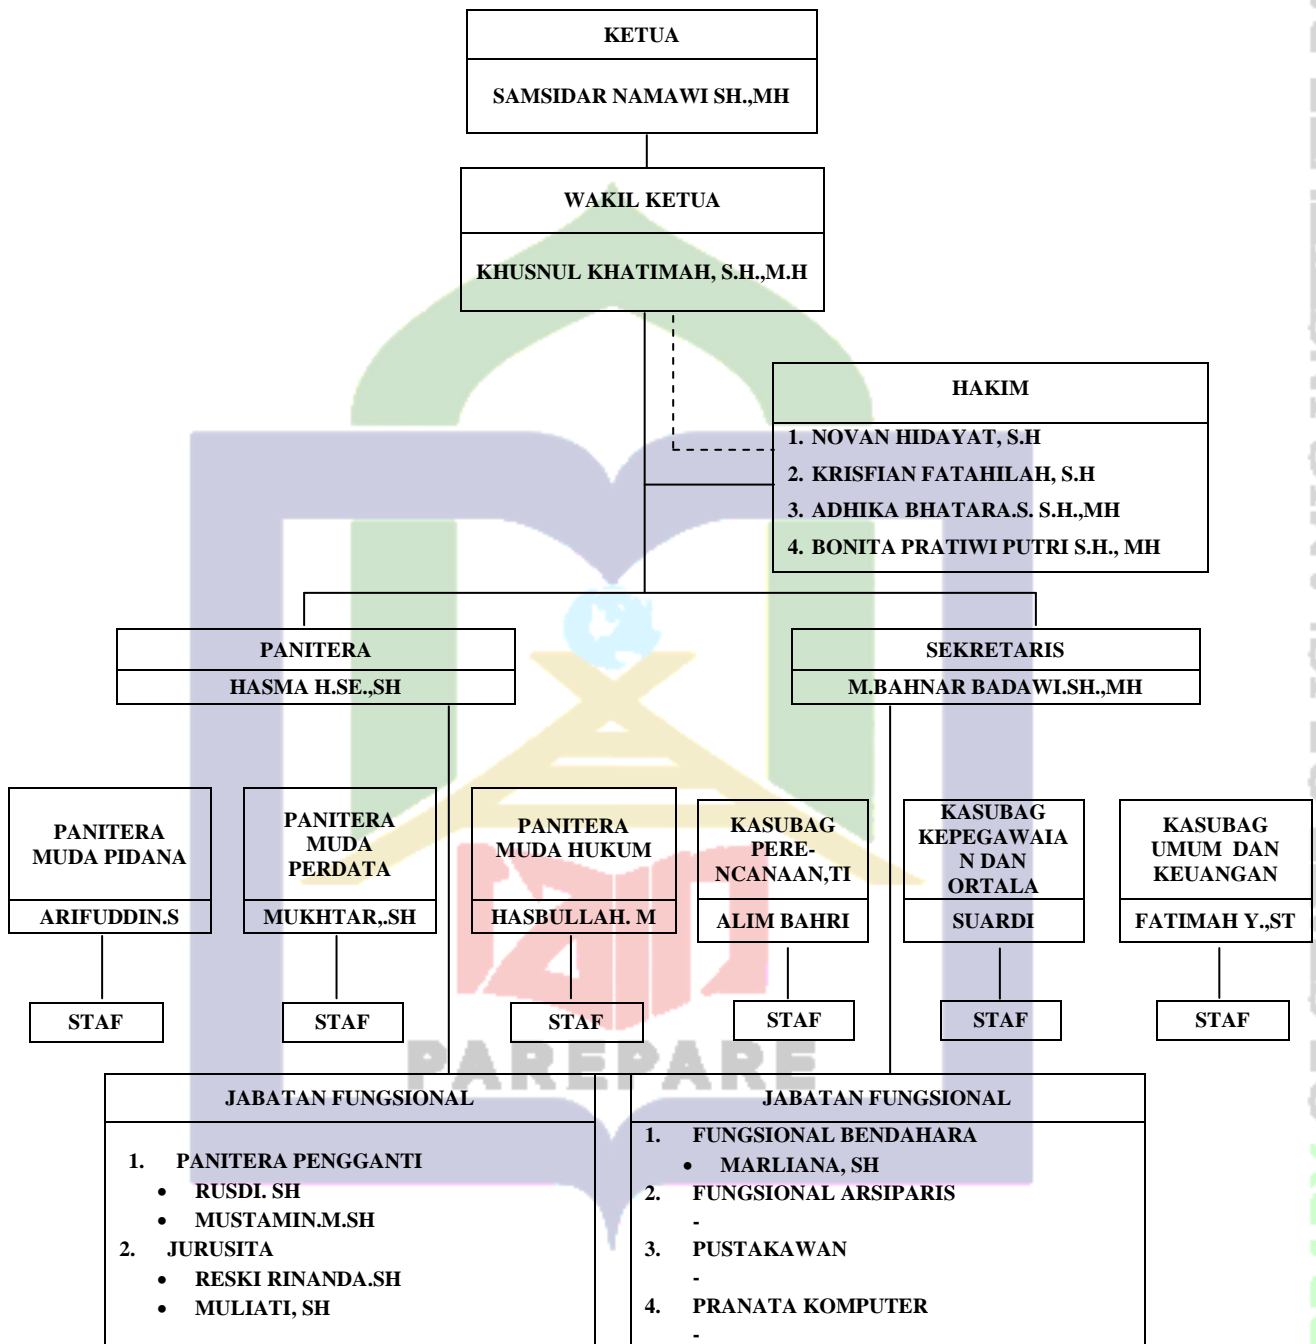 KETUA
SAMSIDAR NAMAWI SH.,MH
WAKIL KETUA
KHUSNUL KHATIMAH, S.H.,M.H
HAKIM
1. NOVAN HIDAYAT, S.H
2. KRISFIAN FATAHILAH, S.H
3. ADHIKA BHATARA.S. S.H.,MH
4. BONITA PRATIWI PUTRI S.H., MH
PANITERA
HASMA H.SE.,SH
SEKRETARIS
M.BAHNAR BADAWI.SH.,MH
PANITERA
MUDA PIDANA
ARIFUDDIN.S
STAF
PANITERA
MUDA
PERDATA
MUKHTAR,.SH
STAF
PANITERA
MUDA HUKUM
HASBULLAH. M
STAF
KASUBAG
PERE-
NCANAAN,TI
ALIM BAHRI
STAF
KASUBAG
KEPEGAWAIA
N DAN
ORTALA
SUARDI
STAF
KASUBAG
UMUM DAN
KEUANGAN
FATIMAH Y.,ST
STAF
PAREPARE
JABATAN FUNGSIONAL
1. PANITERA PENGGANTI
• RUSDI. SH
• MUSTAMIN.M.SH
2. JURUSITA
• RESKI RINANDA.SH
• MULIATI, SH
JABATAN FUNGSIONAL
1. FUNGSIONAL BENDAHARA
• MARLIANA, SH
2. FUNGSIONAL ARSIPARIS
-
3. PUSTAKAWAN
-
4. PRANATA KOMPUTER
-